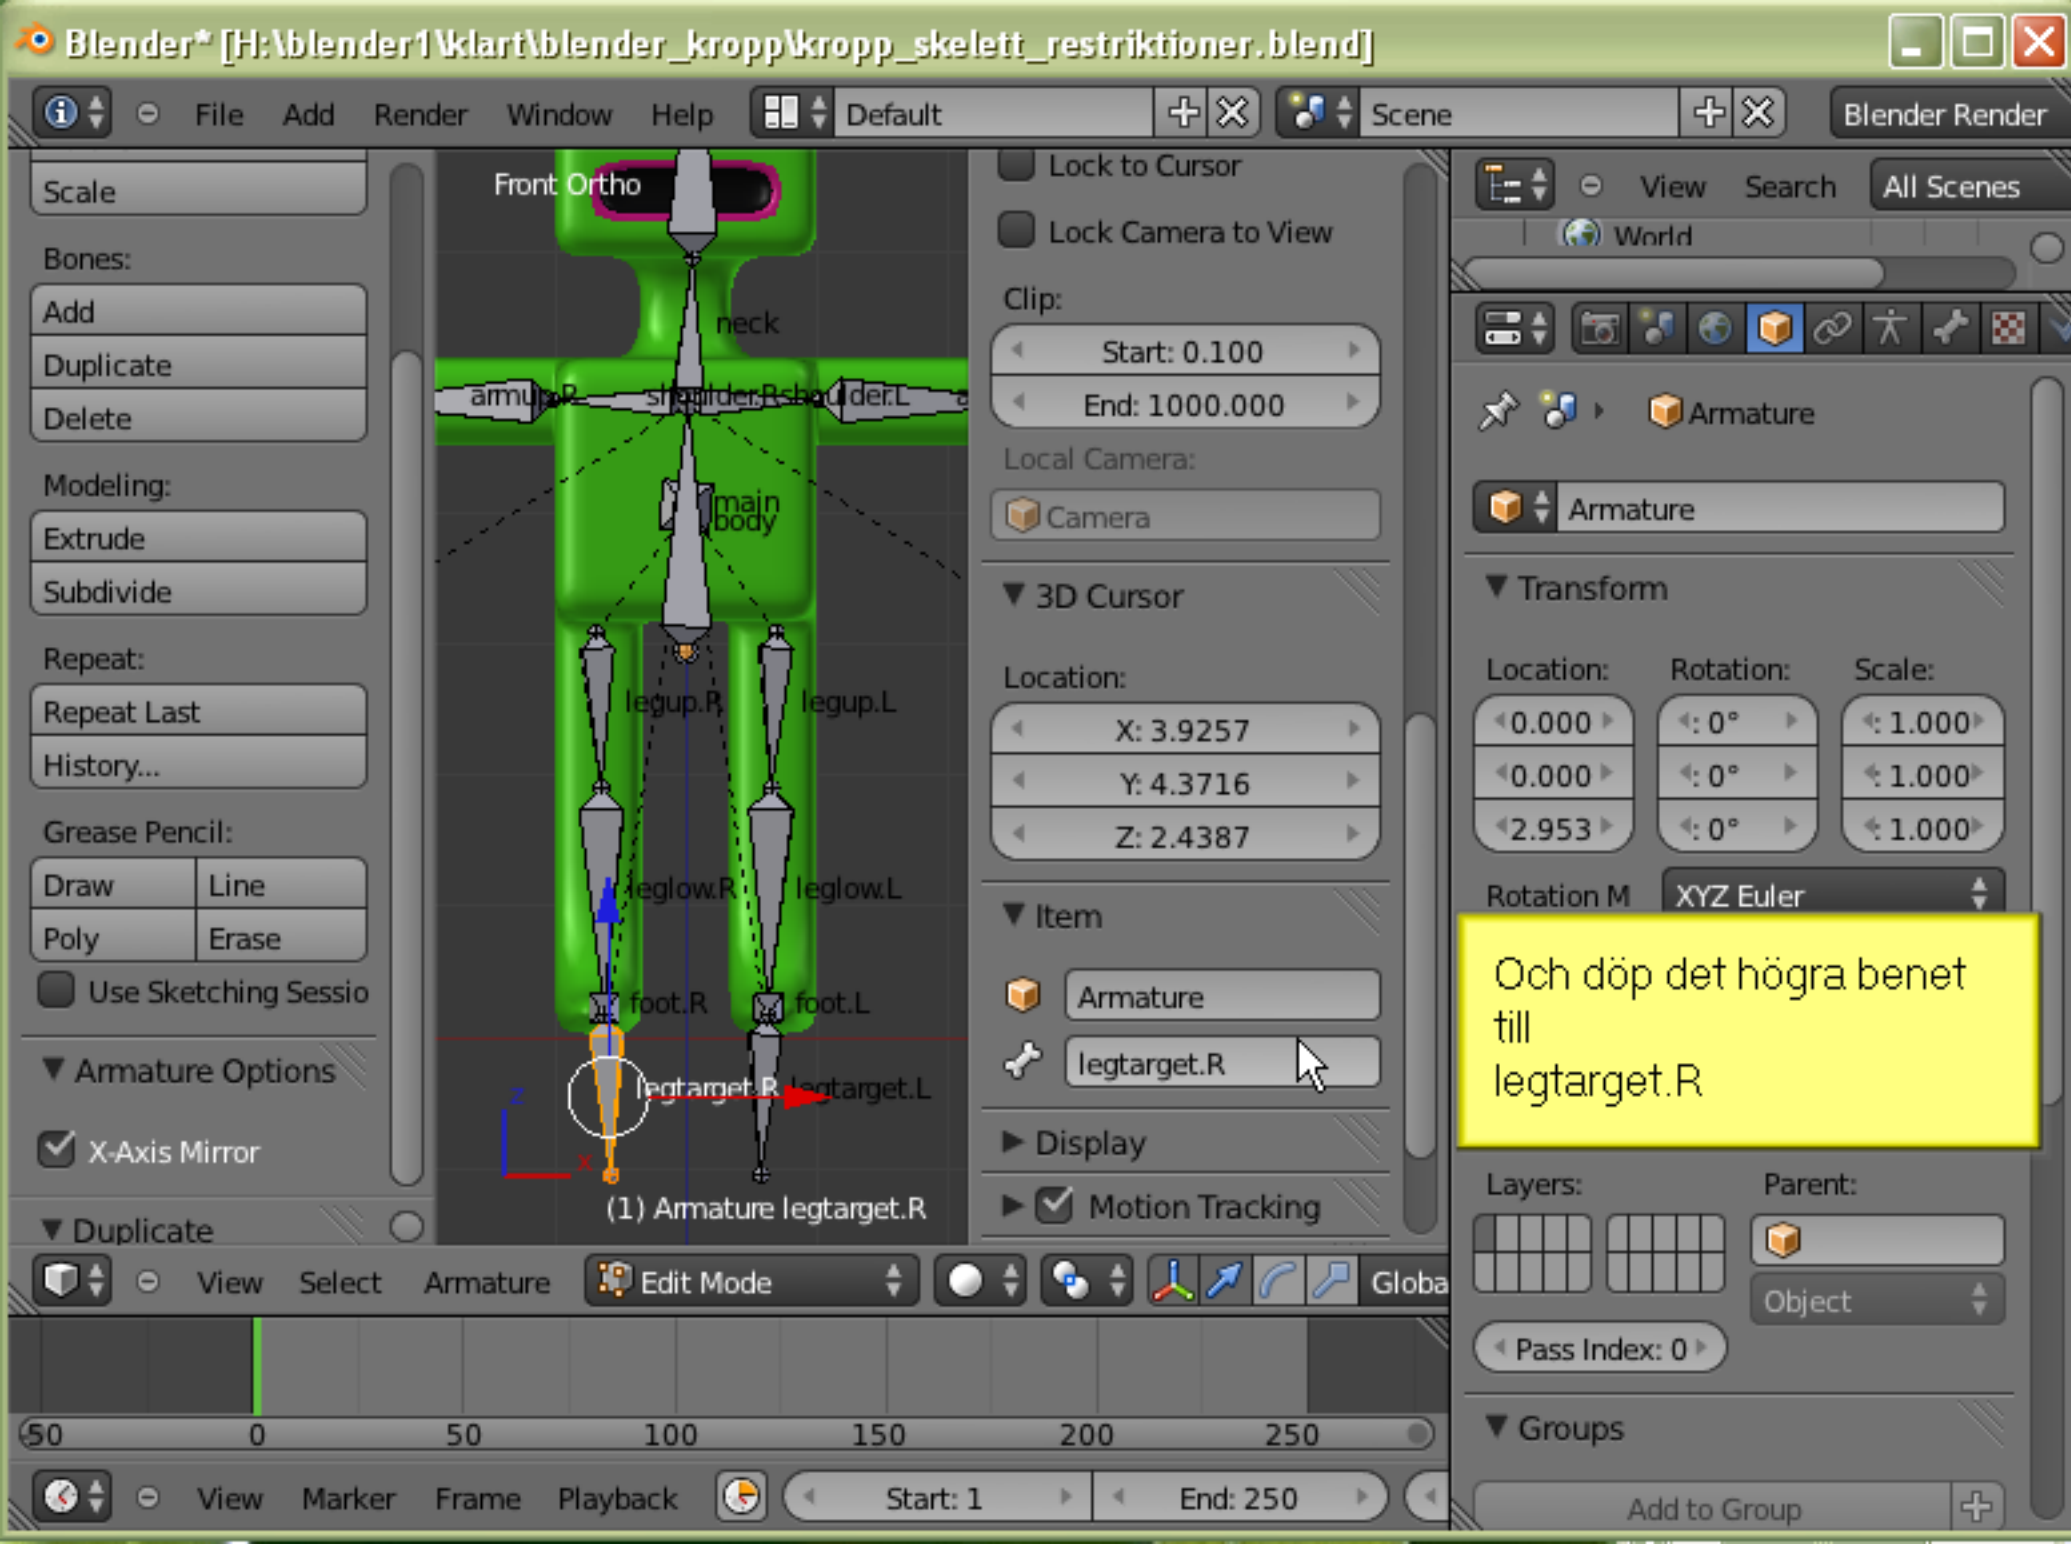 Blender* [H:\blender1\klart\blender_kropp\kropp_skelett_restriktioner.blend]
File Add Render Window Help Default Scene Blender Render
Scale
Bones:
Add
Duplicate
Delete
Modeling:
Extrude
Subdivide
Repeat:
Repeat Last
History...
Grease Pencil:
Draw Line
Poly Erase
Use Sketching Sessio
Armature Options
X-Axis Mirror
Duplicate
Front Ortho
neck
armup.R shoulder.R shoulder.L a
main
body
legup.R legup.L
leglow.R leglow.L
foot.R foot.L
legtarget.R legtarget.L
z
x
(1) Armature legtarget.R
Lock to Cursor
Lock Camera to View
Clip:
Start: 0.100
End: 1000.000
Local Camera:
Camera
3D Cursor
Location:
X: 3.9257
Y: 4.3716
Z: 2.4387
Item
Armature
legtarget.R
Display
Motion Tracking
View Search All Scenes
World
Armature
Armature
Transform
Location: Rotation: Scale:
0.000 : 0° : 1.000
0.000 : 0° : 1.000
2.953 : 0° : 1.000
Rotation M XYZ Euler
Och döp det högra benet
till
legtarget.R
Layers: Parent:
Object
Pass Index: 0
Groups
Add to Group
View Select Armature Edit Mode Globa
-50 0 50 100 150 200 250
View Marker Frame Playback Start: 1 End: 250